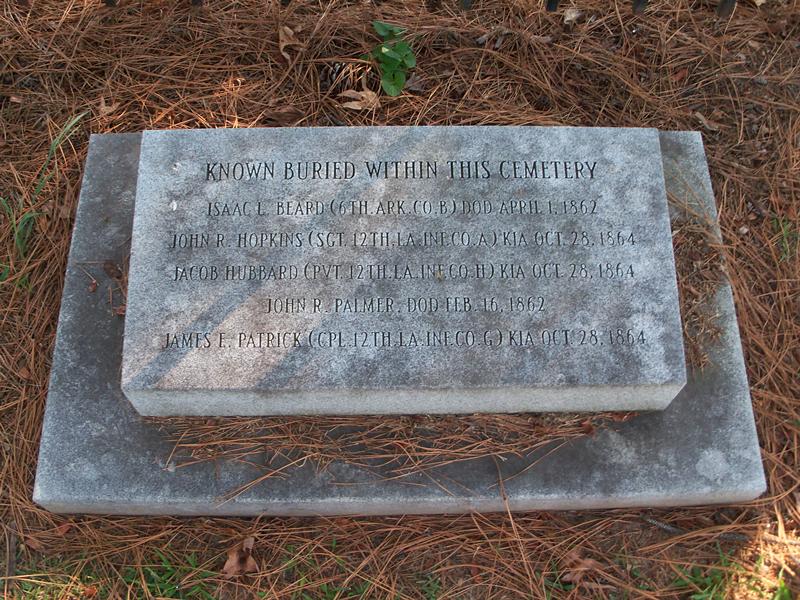 KNOWN BURIED WITHIN THIS CEMETERY
ISAAC L. BEARD (6TH.ARK.CO.B) DOD APRIL 1, 1862
JOHN R. HOPKINS (SGT. 12TH.LA.INF.CO.A) KIA OCT. 28, 1864
JACOB HUBBARD (PVT. 12TH.LA.INF.CO.H) KIA OCT. 28, 1864
JOHN R. PALMER, DOD FEB. 16, 1862
JAMES E. PATRICK (CPL. 12TH.LA.INF.CO.G) KIA OCT. 28, 1864